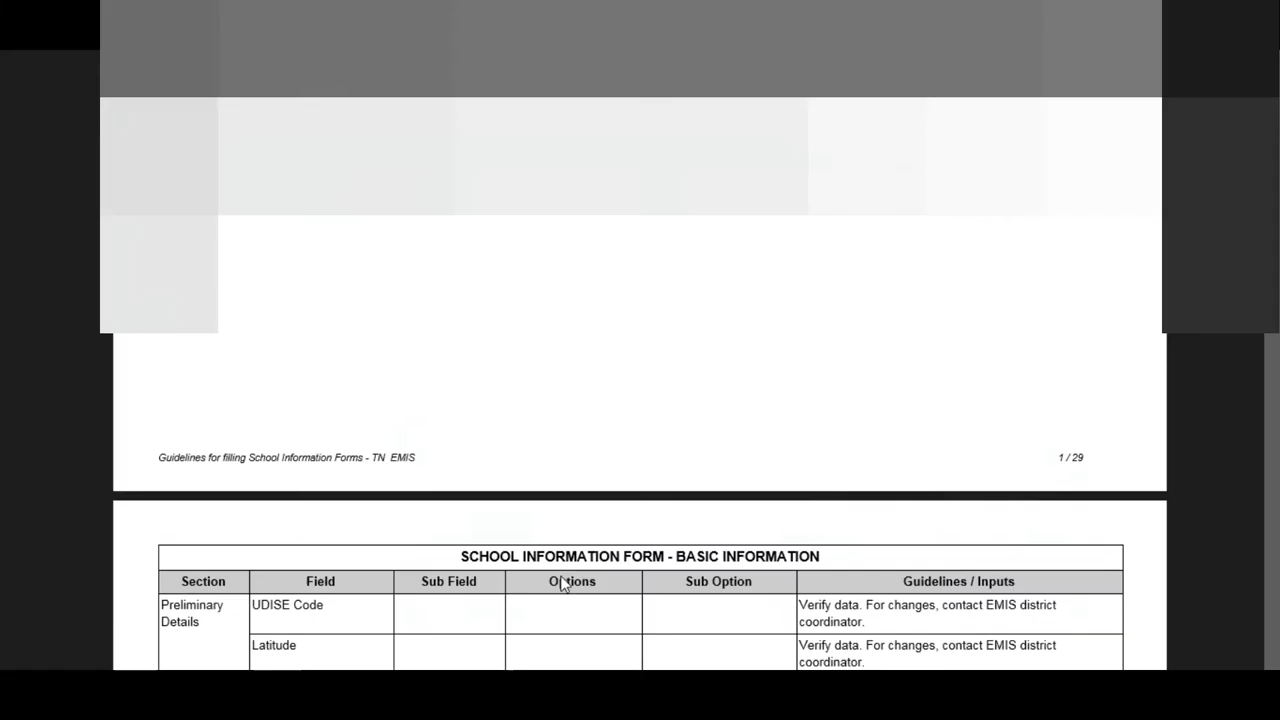 Guidelines for filling School Information Forms - TN EMIS 1 / 29
SCHOOL INFORMATION FORM - BASIC INFORMATION
Section Field Sub Field Options Sub Option Guidelines / Inputs
Preliminary Details UDISE Code Verify data. For changes, contact EMIS district coordinator.
Latitude Verify data. For changes, contact EMIS district coordinator.